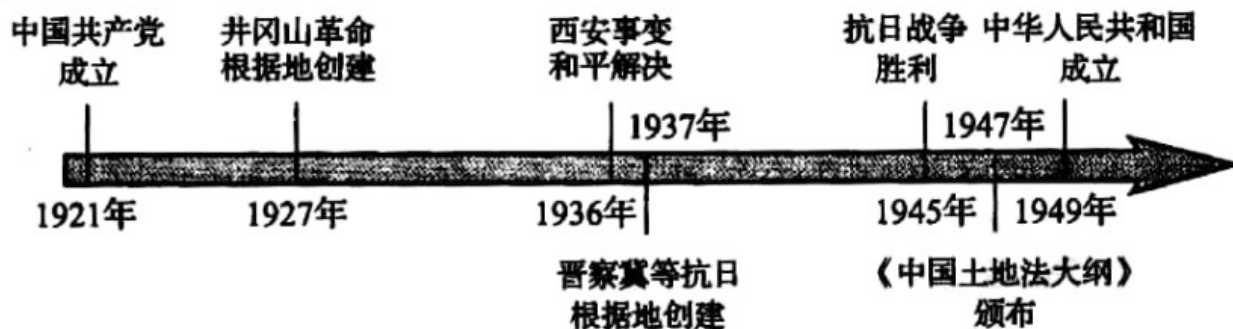 中国共产党
成立
井冈山革命
根据地创建
西安事变
和平解决
抗日战争
胜利
中华人民共和国
成立
1937年
1947年
1921年
1927年
1936年
1945年
1949年
晋察冀等抗日
根据地创建
《中国土地法大纲》
颁布